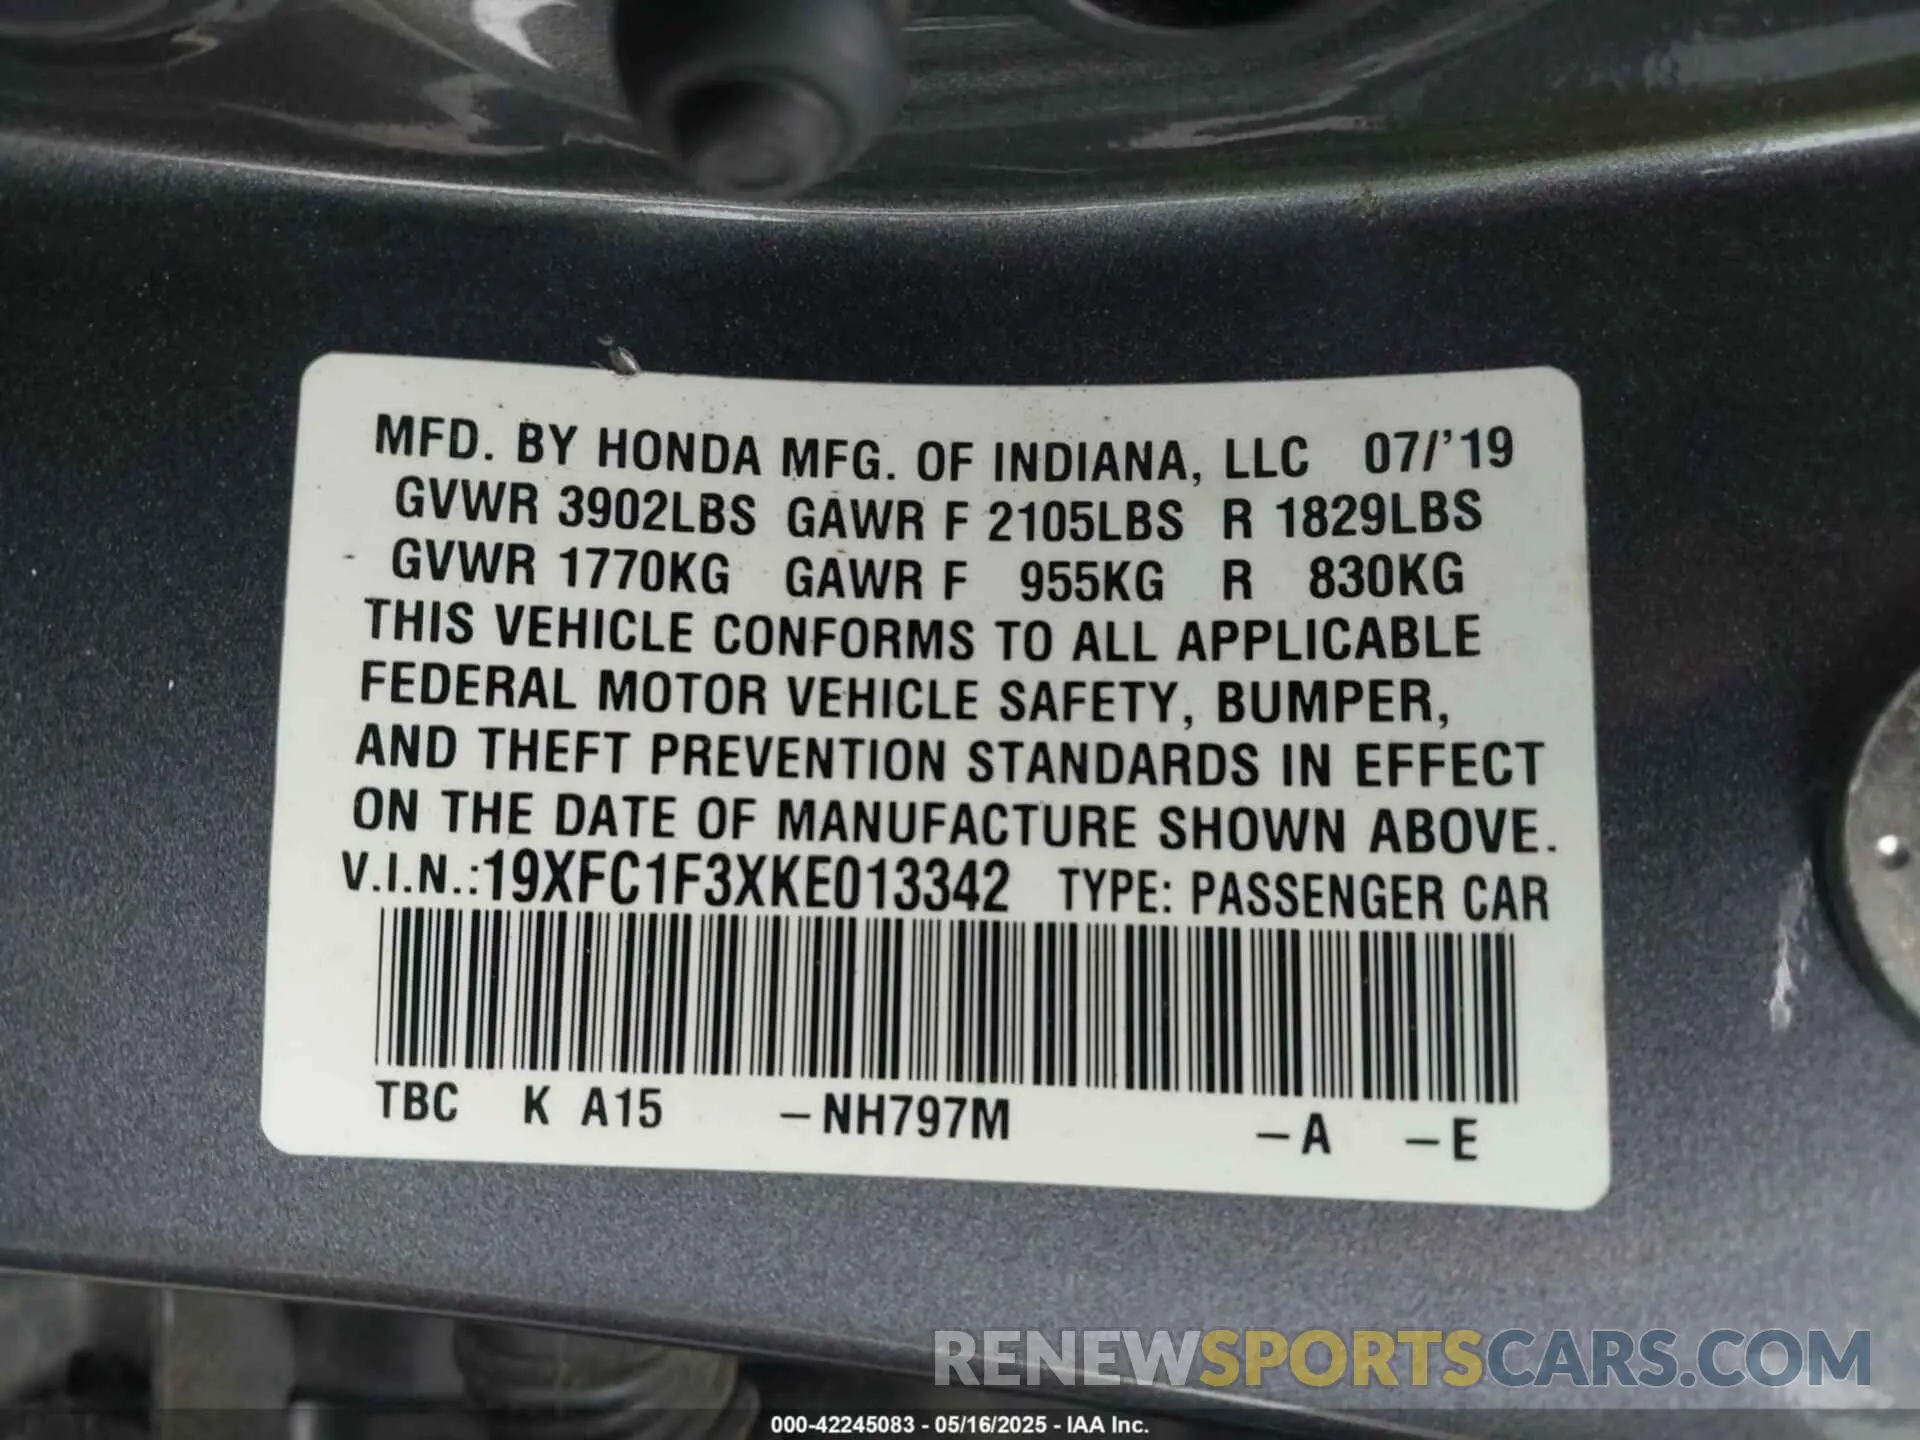 MFD. BY HONDA MFG. OF INDIANA, LLC 07/'19
GVWR 3902LBS GAWR F 2105LBS R 1829LBS
GVWR 1770KG GAWR F 955KG R 830KG
THIS VEHICLE CONFORMS TO ALL APPLICABLE
FEDERAL MOTOR VEHICLE SAFETY, BUMPER,
AND THEFT PREVENTION STANDARDS IN EFFECT
ON THE DATE OF MANUFACTURE SHOWN ABOVE.
V.I.N.:19XFC1F3XKE013342 TYPE: PASSENGER CAR
TBC K A15 –NH797M –A –E
RENEWSPORTSCARS.COM
000-42245083 - 05/16/2025 - IAA Inc.